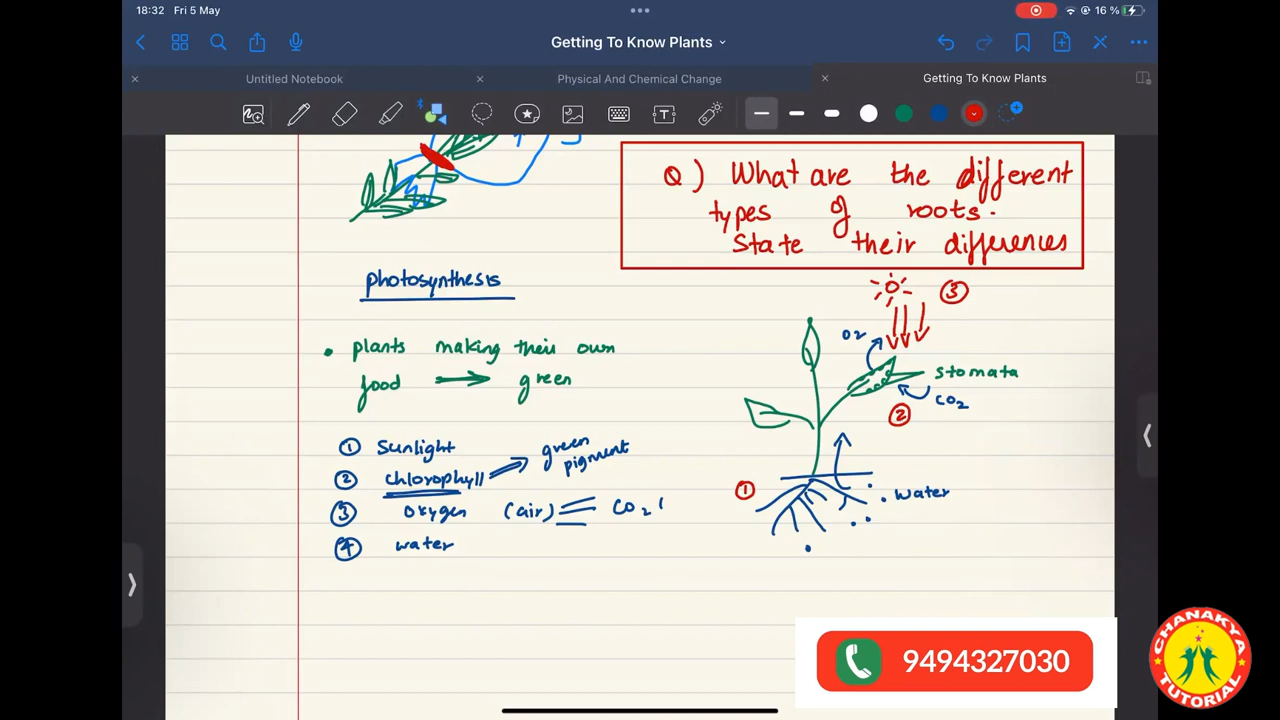 18:32 Fri 5 May
16 %
Getting To Know Plants
Untitled Notebook
Physical And Chemical Change
Getting To Know Plants
Q) What are the different
types of roots.
State their differences
photosynthesis
3
O2
• plants making their own
food → green
stomata
CO2
2
① Sunlight
② chlorophyll ⇒ green
pigment
1
water
③ oxygen (air) = CO2
④ water
9494327030
CHANAKYA
TUTORIAL